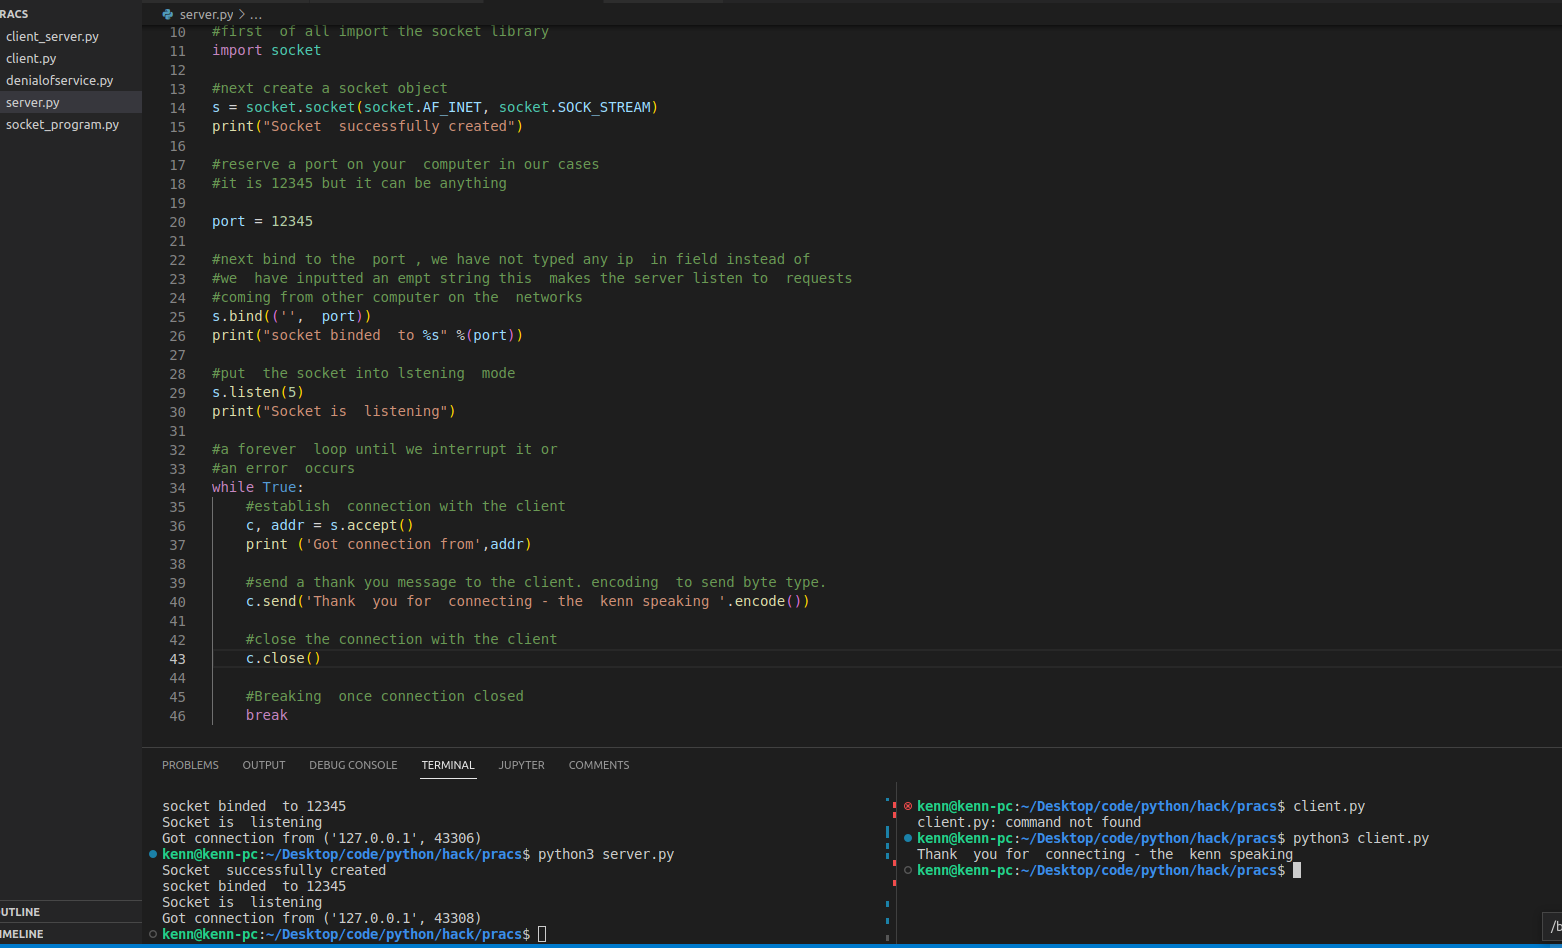 RACS
client_server.py
client.py
denialofservice.py
server.py
socket_program.py
UTLINE
IMELINE
server.py > ...
10 #first  of all import the socket library
11 import socket
12
13 #next create a socket object
14 s = socket.socket(socket.AF_INET, socket.SOCK_STREAM)
15 print("Socket  successfully created")
16
17 #reserve a port on your  computer in our cases
18 #it is 12345 but it can be anything
19
20 port = 12345
21
22 #next bind to the  port , we have not typed any ip  in field instead of
23 #we  have inputted an empt string this  makes the server listen to  requests
24 #coming from other computer on the  networks
25 s.bind(('',  port))
26 print("socket binded  to %s" %(port))
27
28 #put  the socket into lstening  mode
29 s.listen(5)
30 print("Socket is  listening")
31
32 #a forever  loop until we interrupt it or
33 #an error  occurs
34 while True:
35     #establish  connection with the client
36     c, addr = s.accept()
37     print ('Got connection from',addr)
38
39     #send a thank you message to the client. encoding  to send byte type.
40     c.send('Thank  you for  connecting - the  kenn speaking '.encode())
41
42     #close the connection with the client
43     c.close()
44
45     #Breaking  once connection closed
46     break
PROBLEMS OUTPUT DEBUG CONSOLE TERMINAL JUPYTER COMMENTS
socket binded  to 12345
Socket is  listening
Got connection from ('127.0.0.1', 43306)
kenn@kenn-pc:~/Desktop/code/python/hack/pracs$ python3 server.py
Socket  successfully created
socket binded  to 12345
Socket is  listening
Got connection from ('127.0.0.1', 43308)
kenn@kenn-pc:~/Desktop/code/python/hack/pracs$
kenn@kenn-pc:~/Desktop/code/python/hack/pracs$ client.py
client.py: command not found
kenn@kenn-pc:~/Desktop/code/python/hack/pracs$ python3 client.py
Thank  you for  connecting - the  kenn speaking
kenn@kenn-pc:~/Desktop/code/python/hack/pracs$